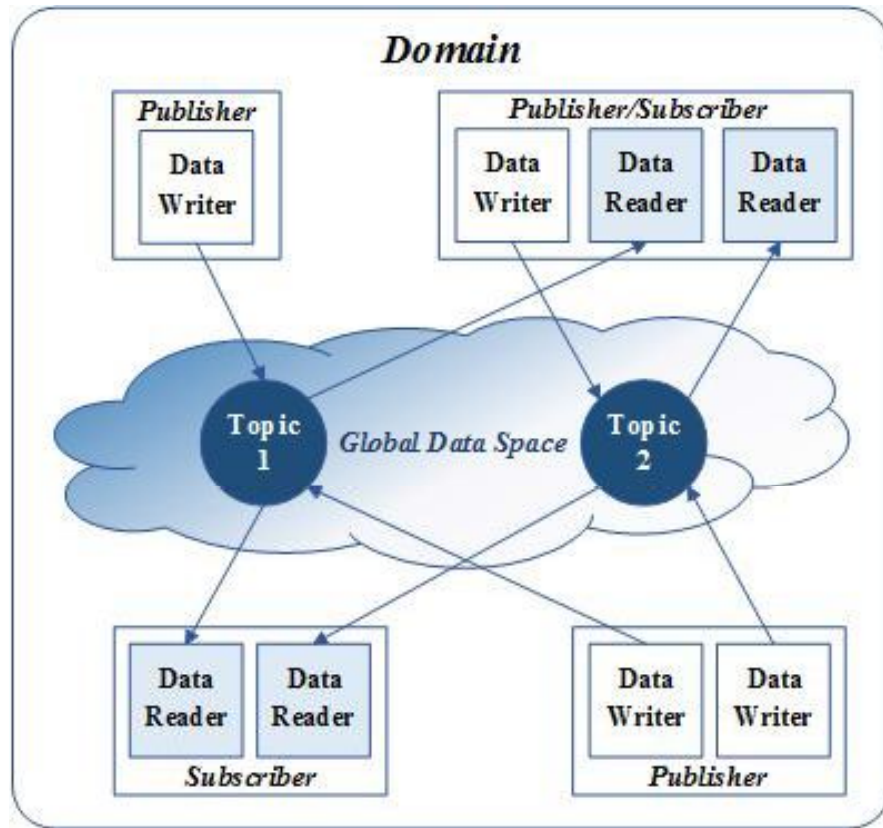 Domain
Publisher
Data
Writer
Publisher/Subscriber
Data
Writer
Data
Reader
Data
Reader
Topic
1
Global Data Space
Topic
2
Data
Reader
Data
Reader
Subscriber
Data
Writer
Data
Writer
Publisher